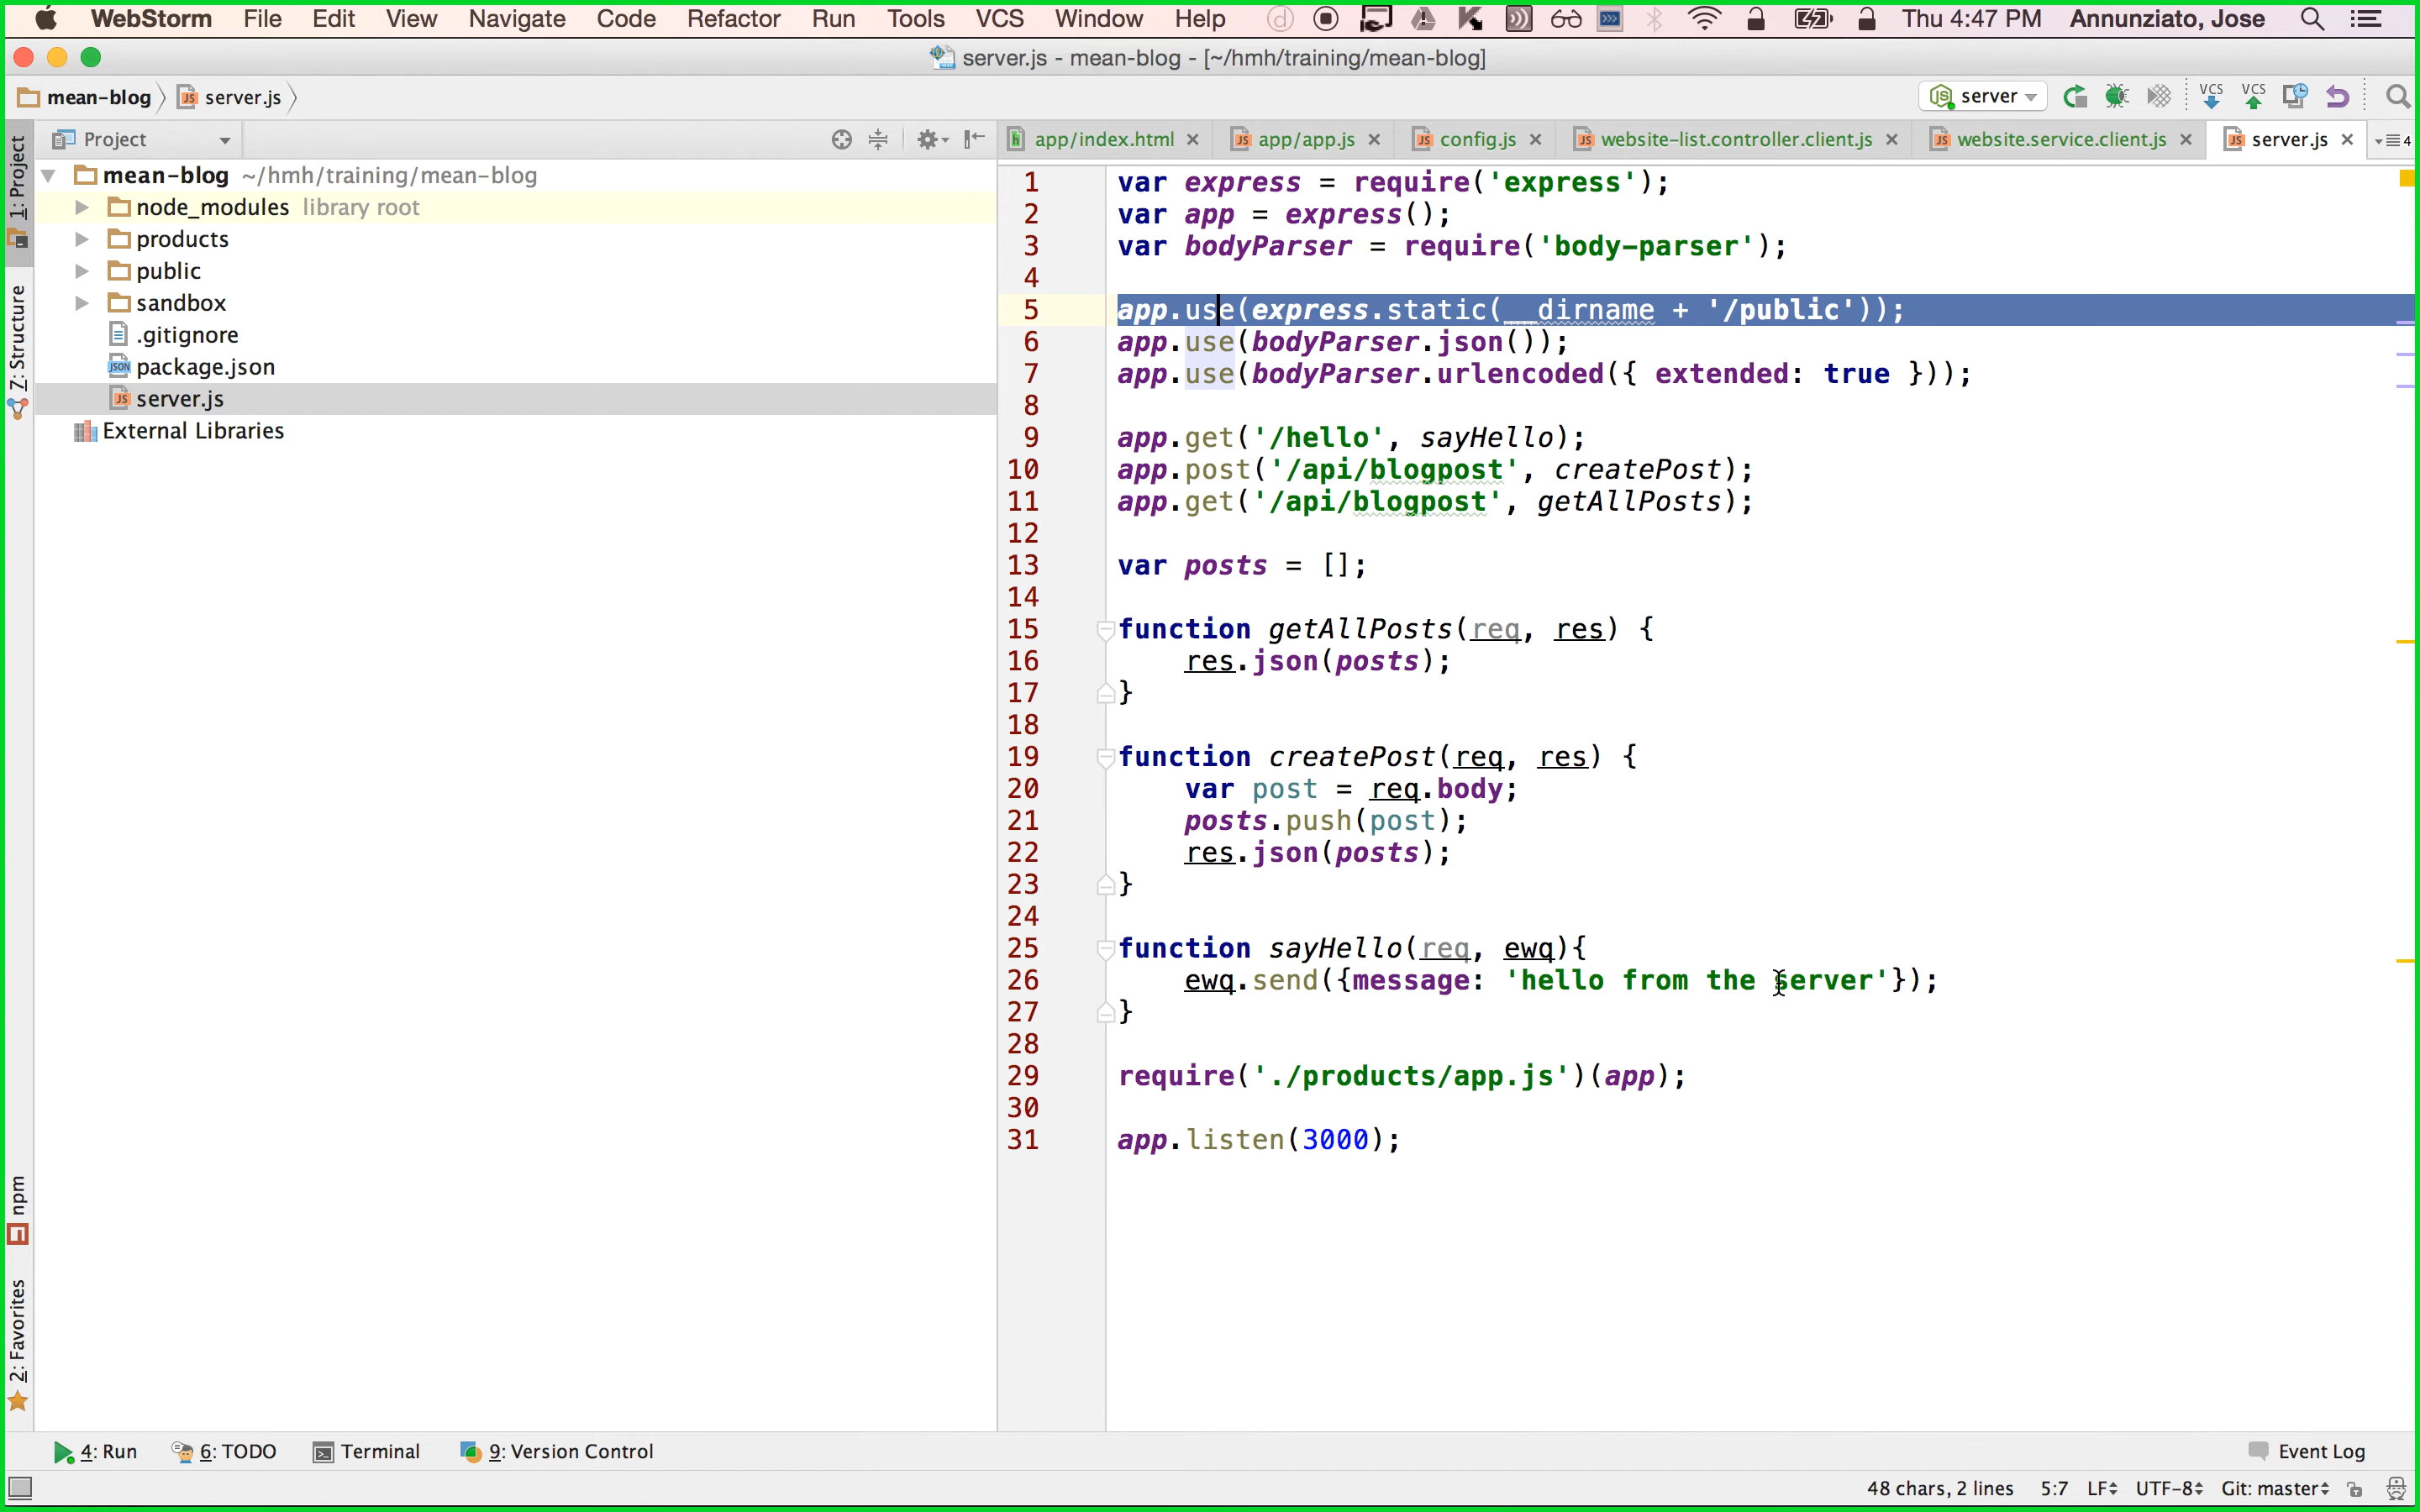 WebStorm File Edit View Navigate Code Refactor Run Tools VCS Window Help Thu 4:47 PM Annunziato, Jose
server.js - mean-blog - [~/hmh/training/mean-blog]
mean-blog server.js server VCS VCS
Project app/index.html app/app.js config.js website-list.controller.client.js website.service.client.js server.js 4
1: Project
7: Structure
npm
2: Favorites
mean-blog ~/hmh/training/mean-blog
node_modules library root
products
public
sandbox
.gitignore
package.json
server.js
External Libraries
1 var express = require('express');
2 var app = express();
3 var bodyParser = require('body-parser');
4
5 app.use(express.static(__dirname + '/public'));
6 app.use(bodyParser.json());
7 app.use(bodyParser.urlencoded({ extended: true }));
8
9 app.get('/hello', sayHello);
10 app.post('/api/blogpost', createPost);
11 app.get('/api/blogpost', getAllPosts);
12
13 var posts = [];
14
15 function getAllPosts(req, res) {
16     res.json(posts);
17 }
18
19 function createPost(req, res) {
20     var post = req.body;
21     posts.push(post);
22     res.json(posts);
23 }
24
25 function sayHello(req, ewq){
26     ewq.send({message: 'hello from the server'});
27 }
28
29 require('./products/app.js')(app);
30
31 app.listen(3000);
4: Run 6: TODO Terminal 9: Version Control Event Log
48 chars, 2 lines 5:7 LF UTF-8 Git: master